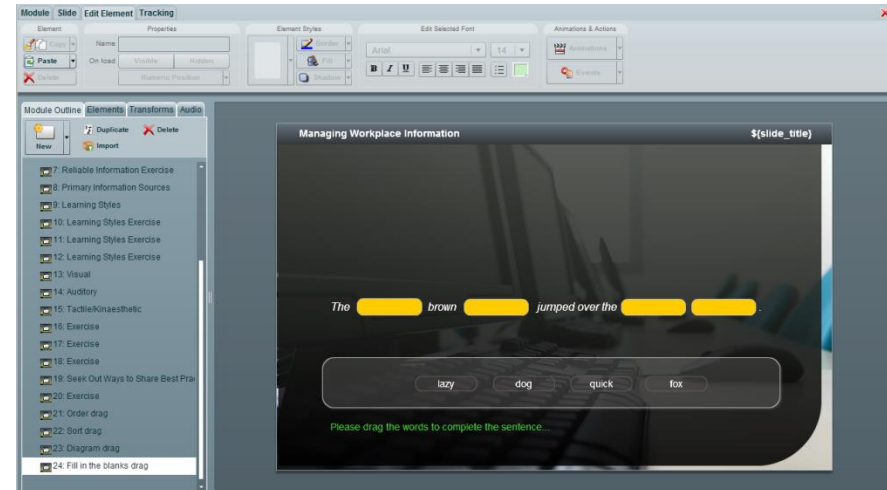 Module Slide Edit Element Tracking
Element Properties Element Styles Edit Selected Font Animations & Actions
Copy Name Border Arial 14 Animations
Paste On load Visible Hidden Fill B I U Events
Delete Numeric Position Shadow
Module Outline Elements Transforms Audio
New Duplicate Delete
Import
7: Reliable Information Exercise
8: Primary Information Sources
9: Learning Styles
10: Learning Styles Exercise
11: Learning Styles Exercise
12: Learning Styles Exercise
13: Visual
14: Auditory
15: Tactile/Kinaesthetic
16: Exercise
17: Exercise
18: Exercise
19: Seek Out Ways to Share Best Pra
20: Exercise
21: Order drag
22: Sort drag
23: Diagram drag
24: Fill in the blanks drag
Managing Workplace Information ${slide_title}
The brown jumped over the .
lazy dog quick fox
Please drag the words to complete the sentence...